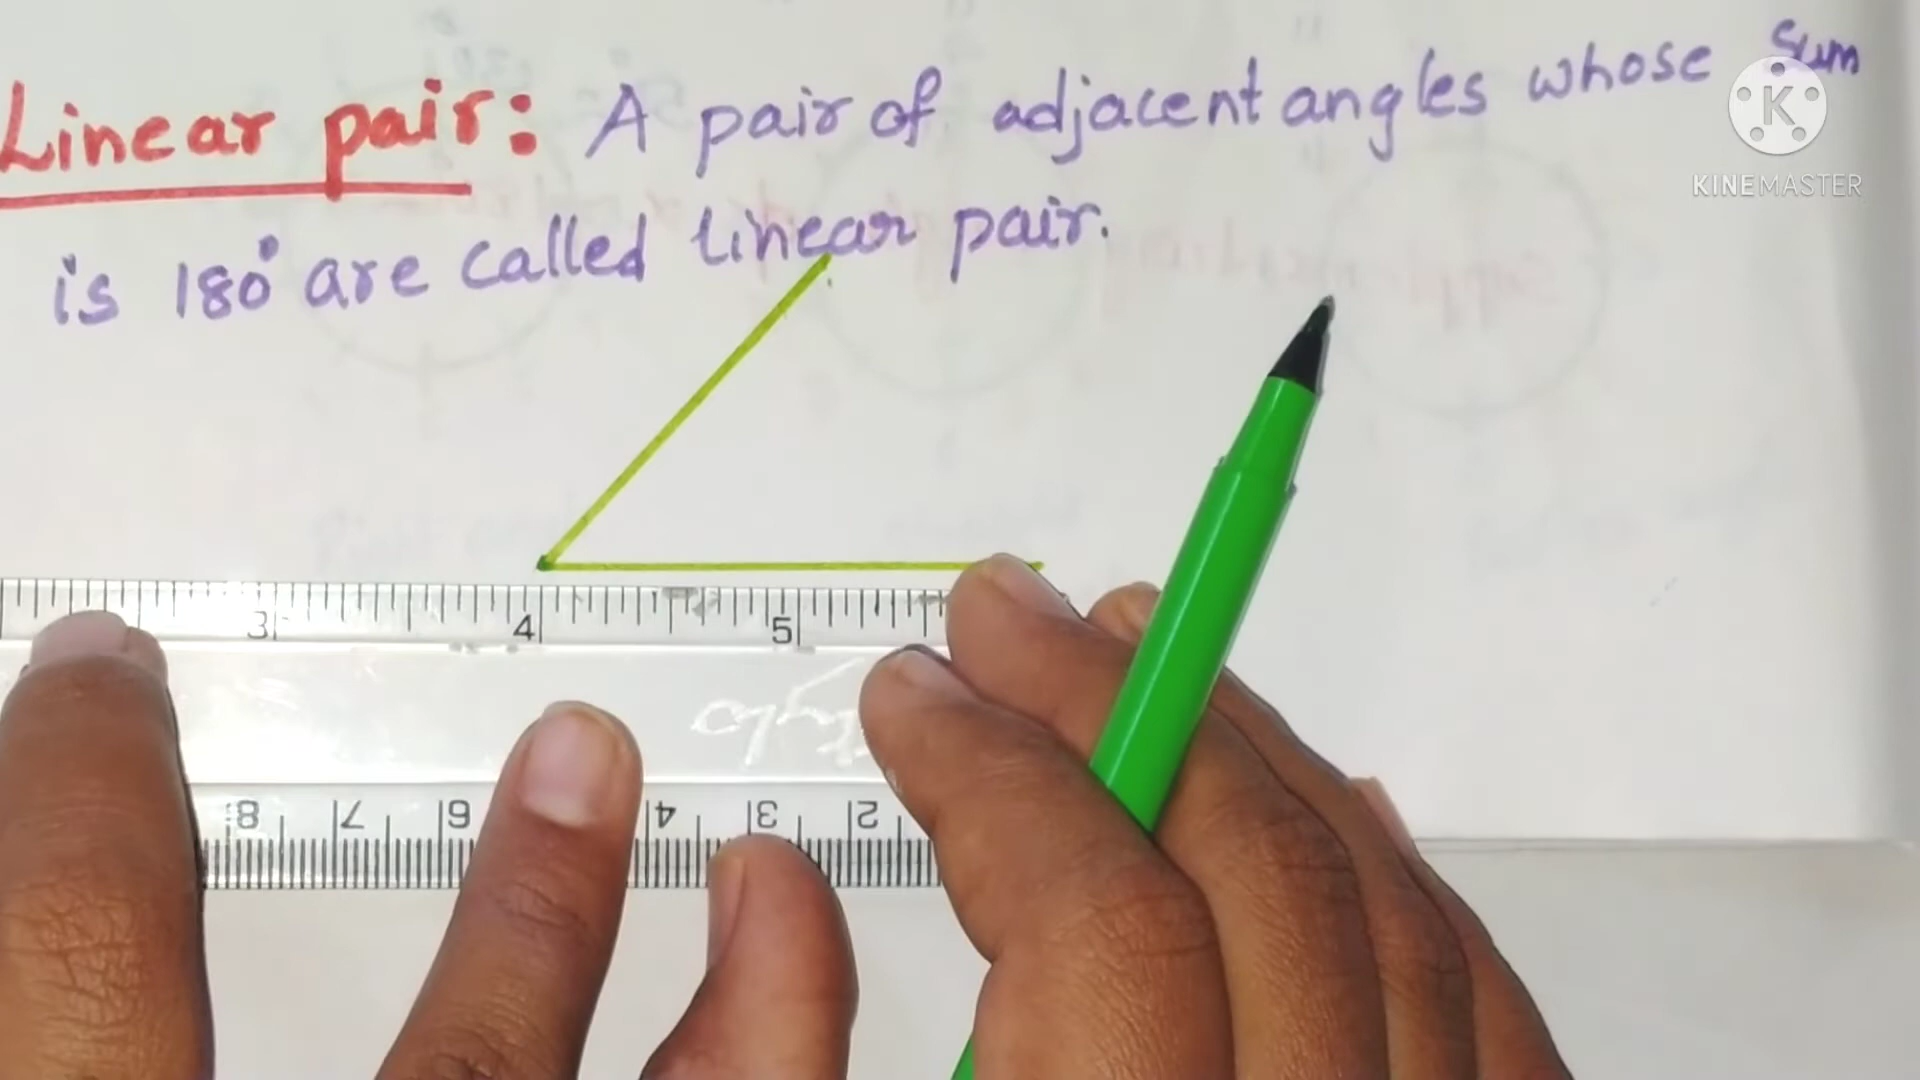 Linear pair: A pair of adjacent angles whose sum
is 180° are called linear pair.
KINEMASTER
3 4 5
8 7 6 4 3 2